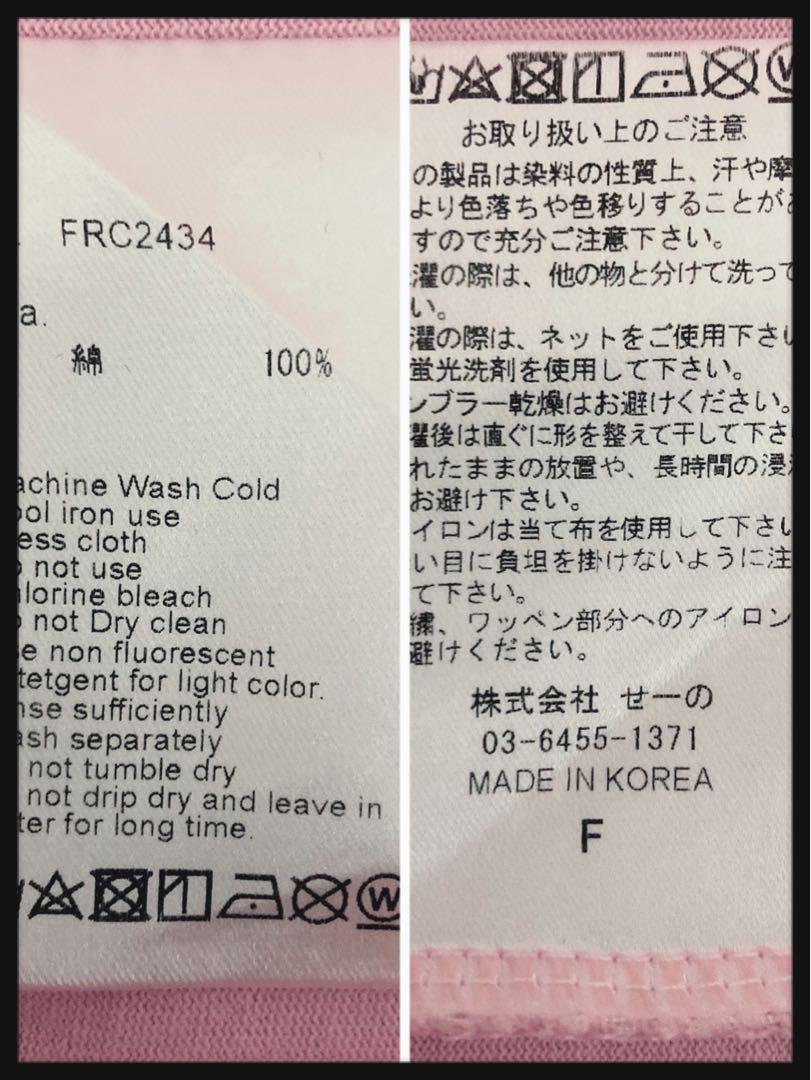 FRC2434
a.
綿 100%
achine Wash Cold
ool iron use
ess cloth
not use
lorine bleach
not Dry clean
e non fluorescent
tetgent for light color.
nse sufficiently
ash separately
not tumble dry
not drip dry and leave in
ter for long time.
W
お取り扱い上のご注意
の製品は染料の性質上、汗や摩
より色落ちや色移りすることがあ
すので充分ご注意下さい。
濯の際は、他の物と分けて洗って
い。
濯の際は、ネットをご使用下さい
蛍光洗剤を使用して下さい。
ンブラー乾燥はお避けください。
濯後は直ぐに形を整えて干して下さ
れたままの放置や、長時間の浸
お避け下さい。
イロンは当て布を使用して下さい
い目に負坦を掛けないように注
て下さい。
繍、ワッペン部分へのアイロン
避けください。
株式会社 せーの
03-6455-1371
MADE IN KOREA
F